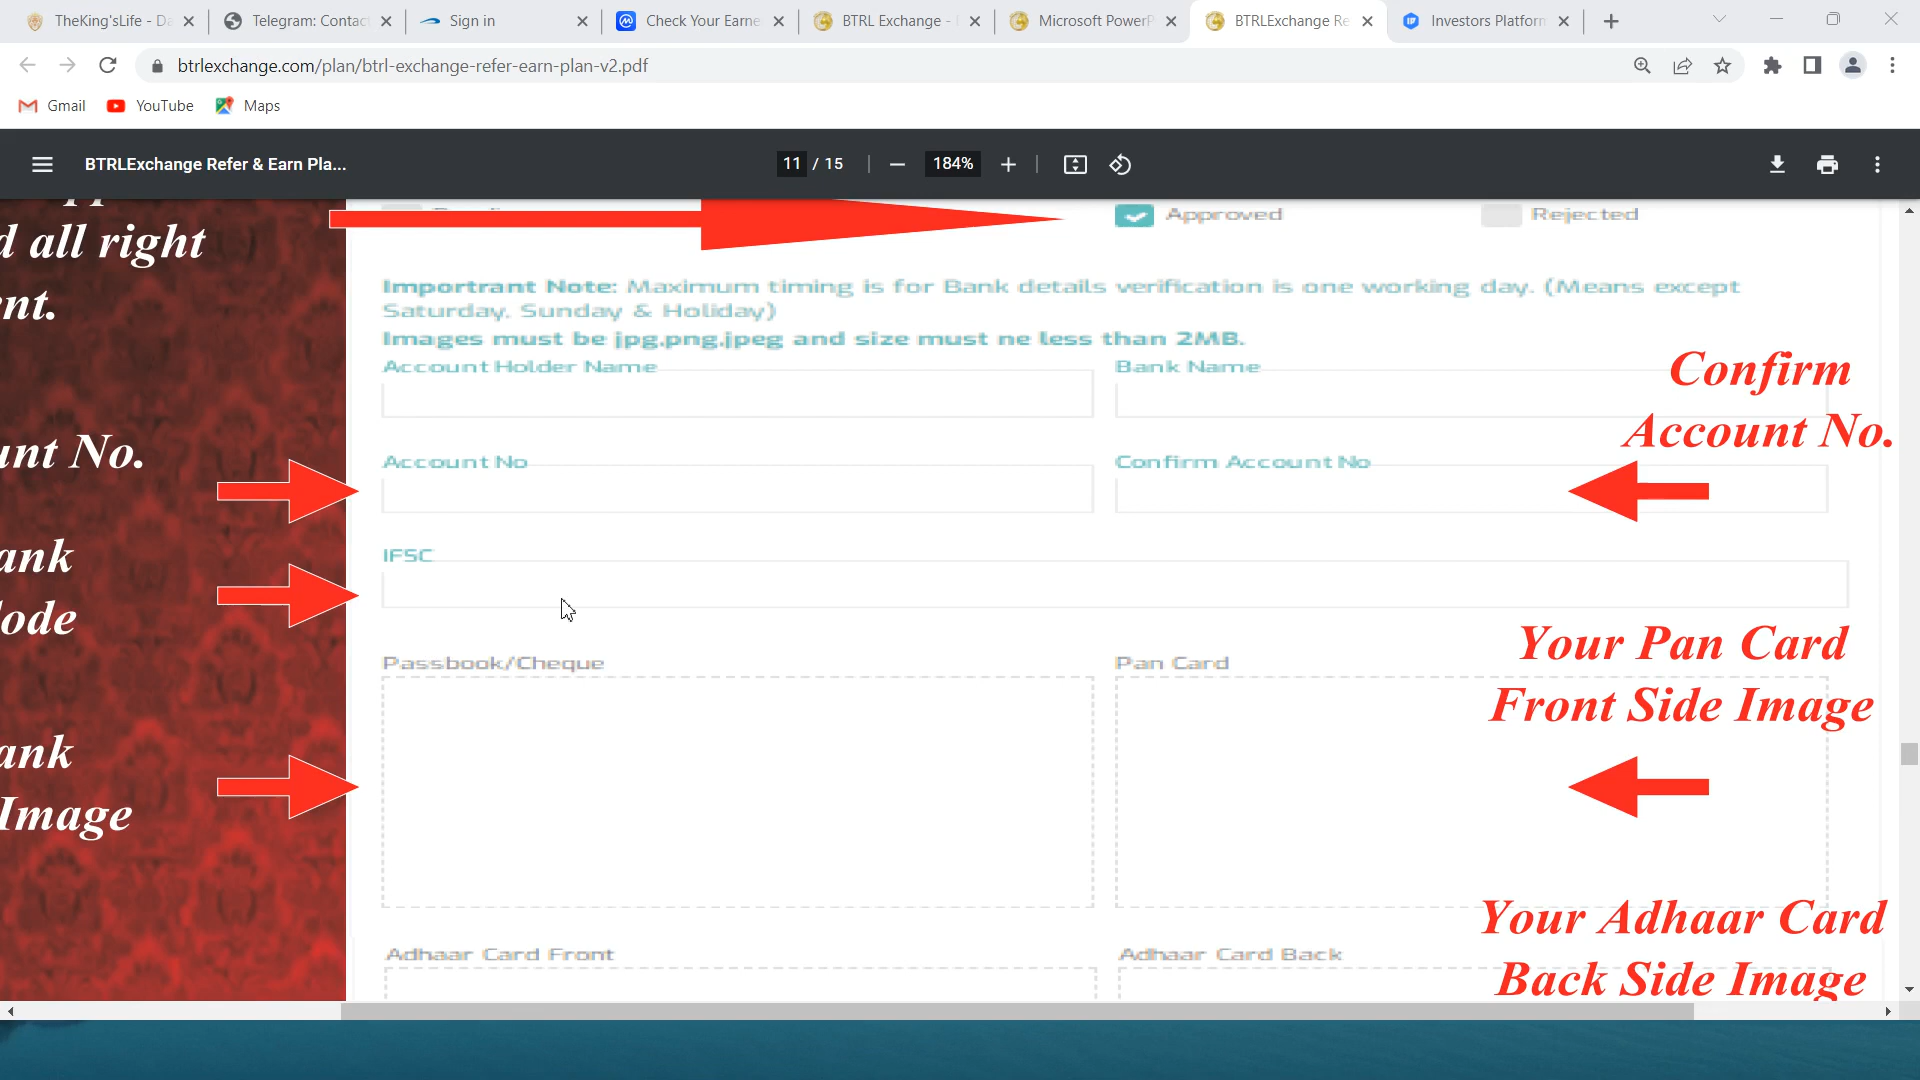 TheKing'sLife - Da
Telegram: Contac
Sign in
Check Your Earne
BTRL Exchange -
Microsoft PowerP
BTRLExchange Re
Investors Platforn
btrlexchange.com/plan/btrl-exchange-refer-earn-plan-v2.pdf
Gmail
YouTube
Maps
BTRLExchange Refer & Earn Pla...
11 / 15
184%
d all right
Approved
Rejected
nt.
Importrant Note: Maximum timing is for Bank details verification is one working day. (Means except
Saturday, Sunday & Holiday)
Images must be jpg,png,jpeg and size must ne less than 2MB.
Account Holder Name
Bank Name
Confirm
Account No.
unt No.
Account No
Confirm Account No
ank
ode
IFSC
Your Pan Card
Front Side Image
Passbook/Cheque
Pan Card
ank
Image
Your Adhaar Card
Back Side Image
Adhaar Card Front
Adhaar Card Back